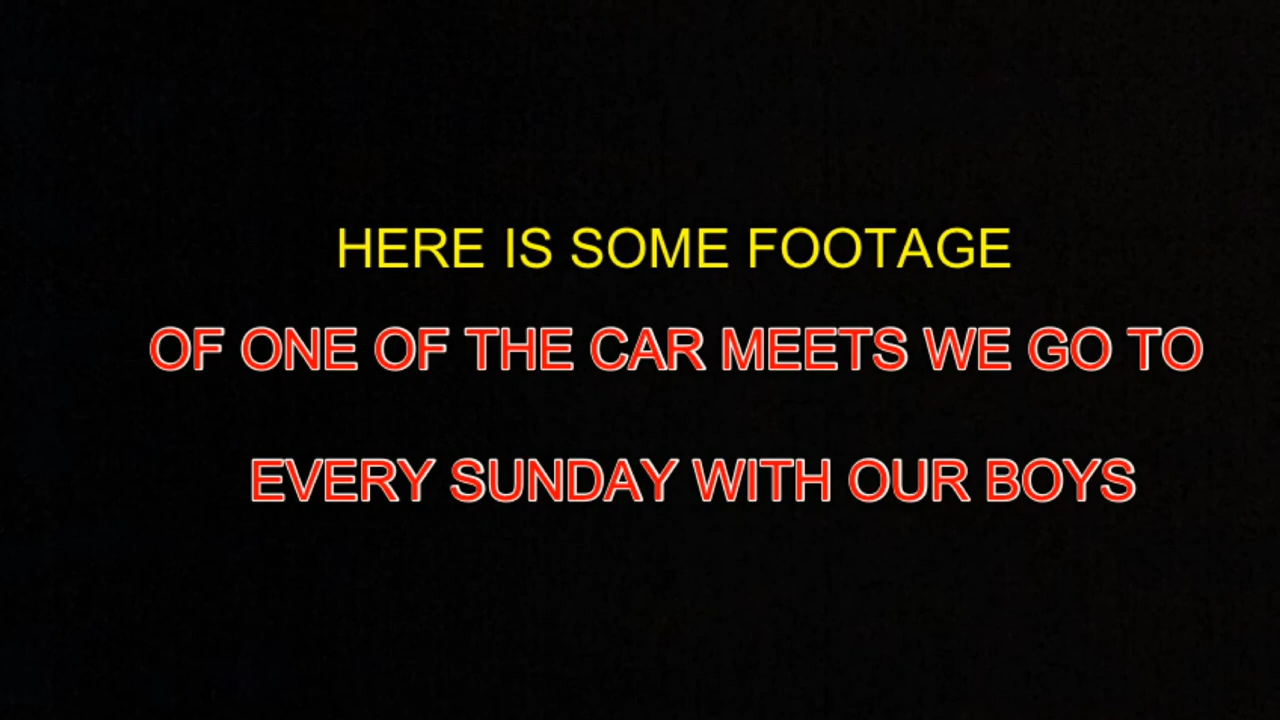 HERE IS SOME FOOTAGE
OF ONE OF THE CAR MEETS WE GO TO
EVERY SUNDAY WITH OUR BOYS